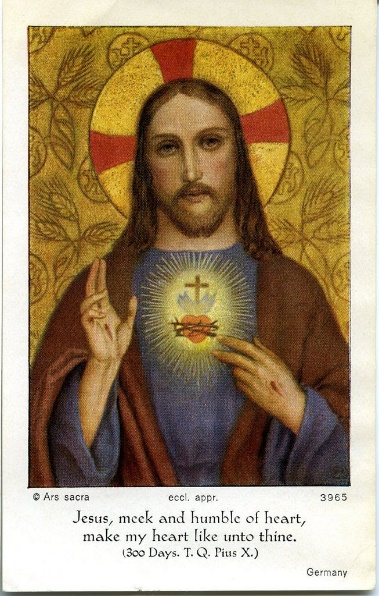 © Ars sacra eccl. appr. 3965
Jesus, meek and humble of heart,
make my heart like unto thine.
(300 Days. T. Q. Pius X.)
Germany